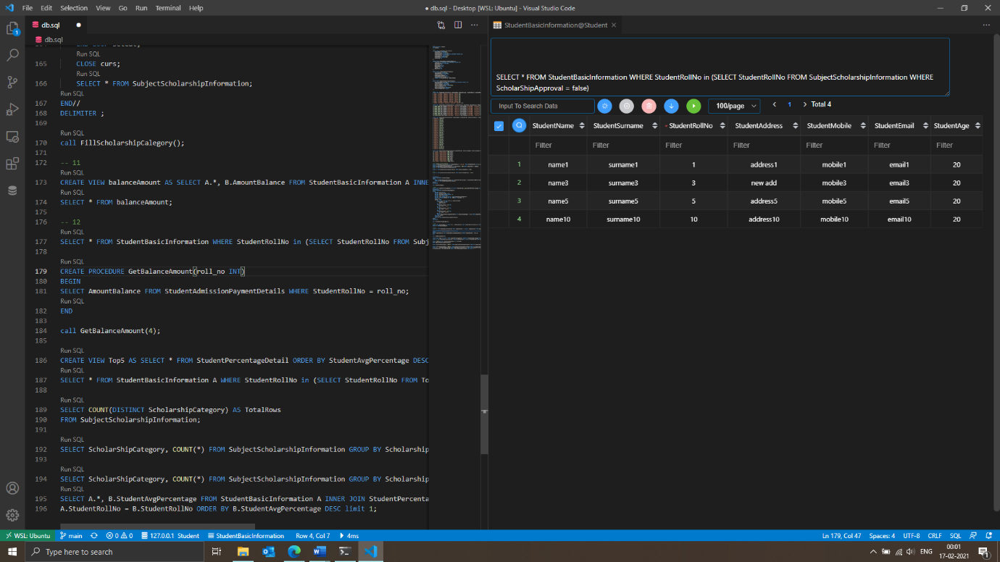 File Edit Selection View Go Run Terminal Help
● db.sql - Desktop [WSL: Ubuntu] - Visual Studio Code
db.sql
db.sql
Run SQL
165 CLOSE curs;
Run SQL
166 SELECT * FROM SubjectScholarshipInformation;
Run SQL
167 END//
168 DELIMITER ;
169
Run SQL
170 call FillScholarshipCalegory();
171
172 -- 11
Run SQL
173 CREATE VIEW balanceAmount AS SELECT A.*, B.AmountBalance FROM StudentBasicInformation A INNE
Run SQL
174 SELECT * FROM balanceAmount;
175
176 -- 12
Run SQL
177 SELECT * FROM StudentBasicInformation WHERE StudentRollNo in (SELECT StudentRollNo FROM Subj
178
Run SQL
179 CREATE PROCEDURE GetBalanceAmount(roll_no INT)
180 BEGIN
181 SELECT AmountBalance FROM StudentAdmissionPaymentDetails WHERE StudentRollNo = roll_no;
Run SQL
182 END
183
184 call GetBalanceAmount(4);
185
Run SQL
186 CREATE VIEW Top5 AS SELECT * FROM StudentPercentageDetail ORDER BY StudentAvgPercentage DESC
Run SQL
187 SELECT * FROM StudentBasicInformation A WHERE StudentRollNo in (SELECT StudentRollNo FROM To
188
Run SQL
189 SELECT COUNT(DISTINCT ScholarshipCategory) AS TotalRows
190 FROM SubjectScholarshipInformation;
191
Run SQL
192 SELECT ScholarShipCategory, COUNT(*) FROM SubjectScholarshipInformation GROUP BY Scholarship
193
Run SQL
194 SELECT ScholarShipCategory, COUNT(*) FROM SubjectScholarshipInformation GROUP BY Scholarship
Run SQL
195 SELECT A.*, B.StudentAvgPercentage FROM StudentBasicInformation A INNER JOIN StudentPercenta
196 A.StudentRollNo = B.StudentRollNo ORDER BY B.StudentAvgPercentage DESC limit 1;
StudentBasicInformation@Student
SELECT * FROM StudentBasicInformation WHERE StudentRollNo in (SELECT StudentRollNo FROM SubjectScholarshipInformation WHERE
ScholarShipApproval = false)
Input To Search Data 100/page 1 Total 4
StudentName StudentSurname * StudentRollNo StudentAddress StudentMobile StudentEmail StudentAge
Filter Filter Filter Filter Filter Filter Filter
1 name1 surname1 1 address1 mobile1 email1 20
2 name3 surname3 3 new add mobile3 email3 20
3 name5 surname5 5 address5 mobile5 email5 20
4 name10 surname10 10 address10 mobile10 email10 20
WSL: Ubuntu main 0 0 127.0.0.1 Student StudentBasicInformation Row 4, Col 7 4ms Ln 179, Col 47 Spaces: 4 UTF-8 CRLF SQL
Type here to search
ENG
00:01
17-02-2021